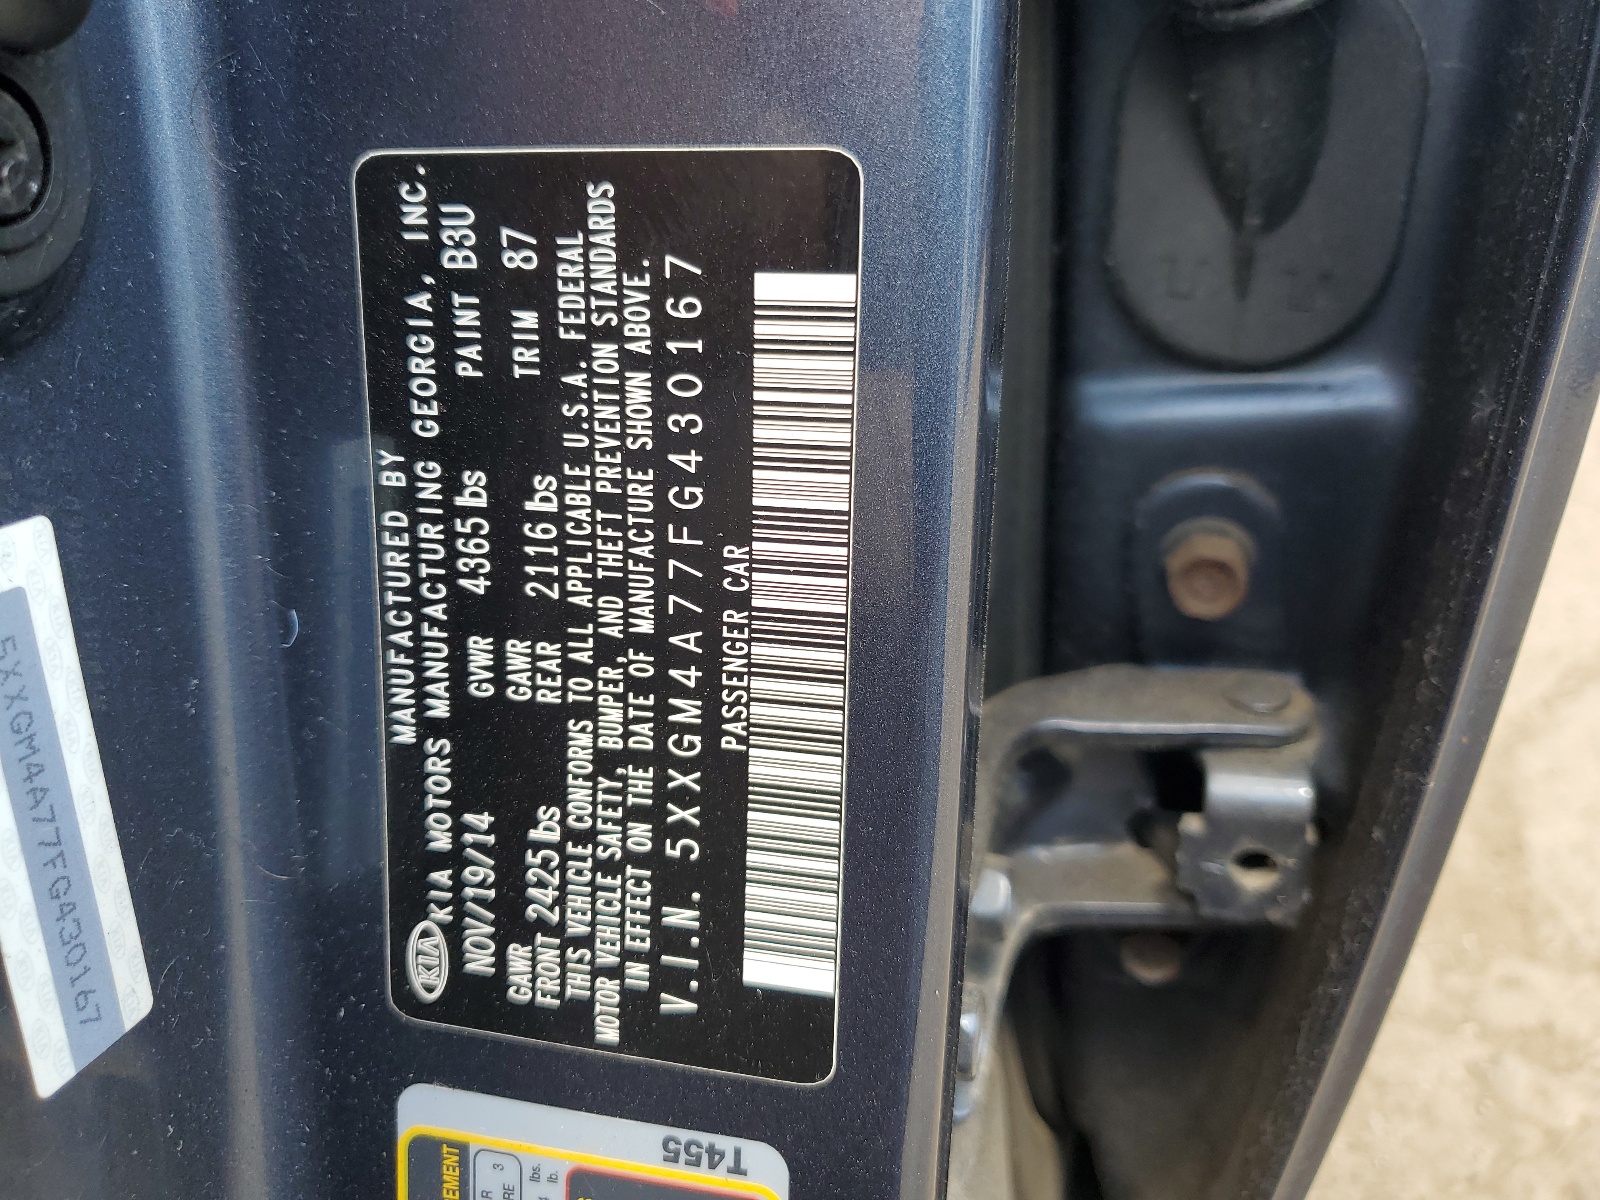 MANUFACTURED BY
KIA KIA MOTORS MANUFACTURING GEORGIA, INC.
NOV/19/14 GVWR 4365 lbs PAINT B3U
GAWR FRONT 2425 lbs GAWR REAR 2116 lbs TRIM 87
THIS VEHICLE CONFORMS TO ALL APPLICABLE U.S.A. FEDERAL
MOTOR VEHICLE SAFETY, BUMPER, AND THEFT PREVENTION STANDARDS
IN EFFECT ON THE DATE OF MANUFACTURE SHOWN ABOVE.
V.I.N. 5XXGM4A77FG430167
PASSENGER CAR
5XXGM4A77FG430167
T455